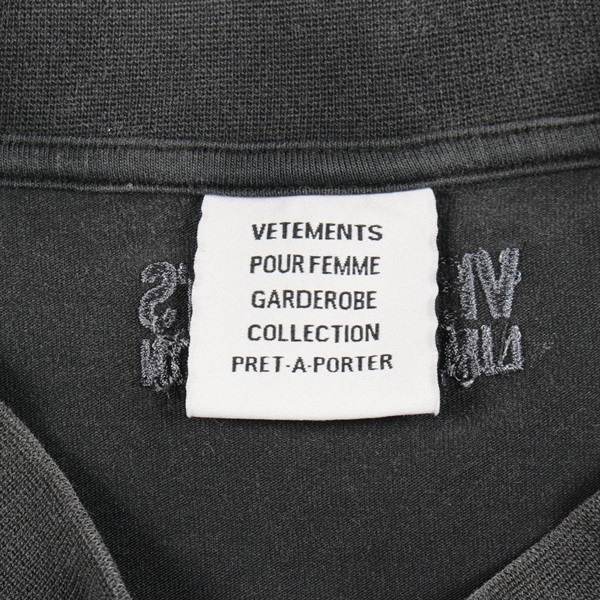 VETEMENTS
POUR FEMME
GARDEROBE
COLLECTION
PRET-A-PORTER